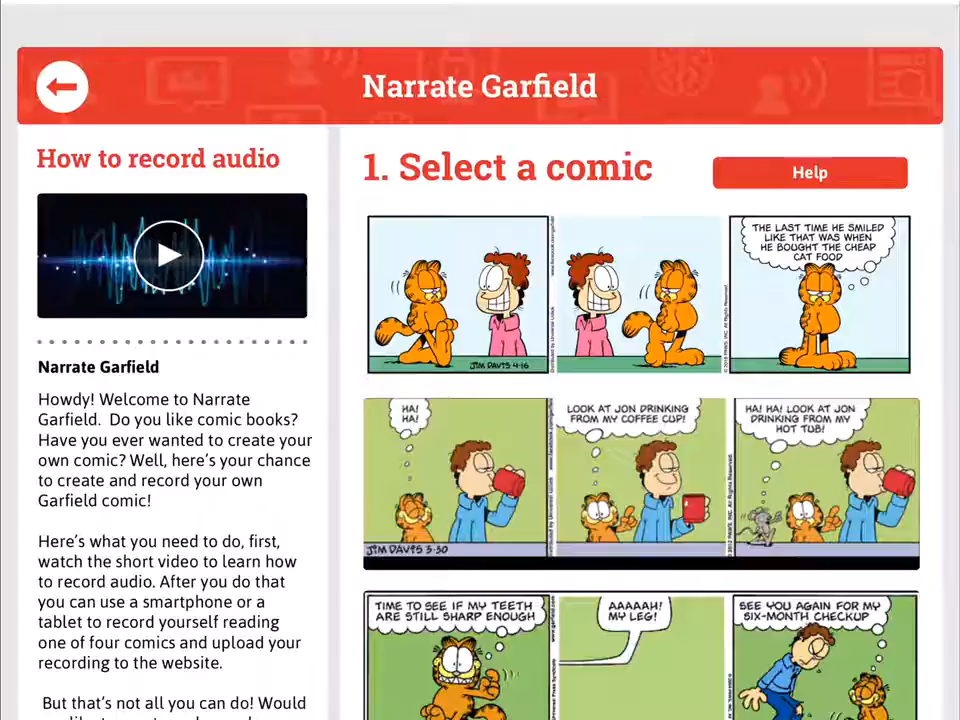 Narrate Garfield
How to record audio
Narrate Garfield
Howdy! Welcome to Narrate
Garfield.  Do you like comic books?
Have you ever wanted to create your
own comic? Well, here's your chance
to create and record your own
Garfield comic!
Here's what you need to do, first,
watch the short video to learn how
to record audio. After you do that
you can use a smartphone or a
tablet to record yourself reading
one of four comics and upload your
recording to the website.
But that's not all you can do! Would
1. Select a comic
Help
THE LAST TIME HE SMILED
LIKE THAT WAS WHEN
HE BOUGHT THE CHEAP
CAT FOOD
JIM DAVIS 4-16
HA!
HA!
LOOK AT JON DRINKING
FROM MY COFFEE CUP!
HA! HA! LOOK AT JON
DRINKING FROM MY
HOT TUB!
JIM DAVIS 3-30
TIME TO SEE IF MY TEETH
ARE STILL SHARP ENOUGH
AAAAAH!
MY LEG!
SEE YOU AGAIN FOR MY
SIX-MONTH CHECKUP